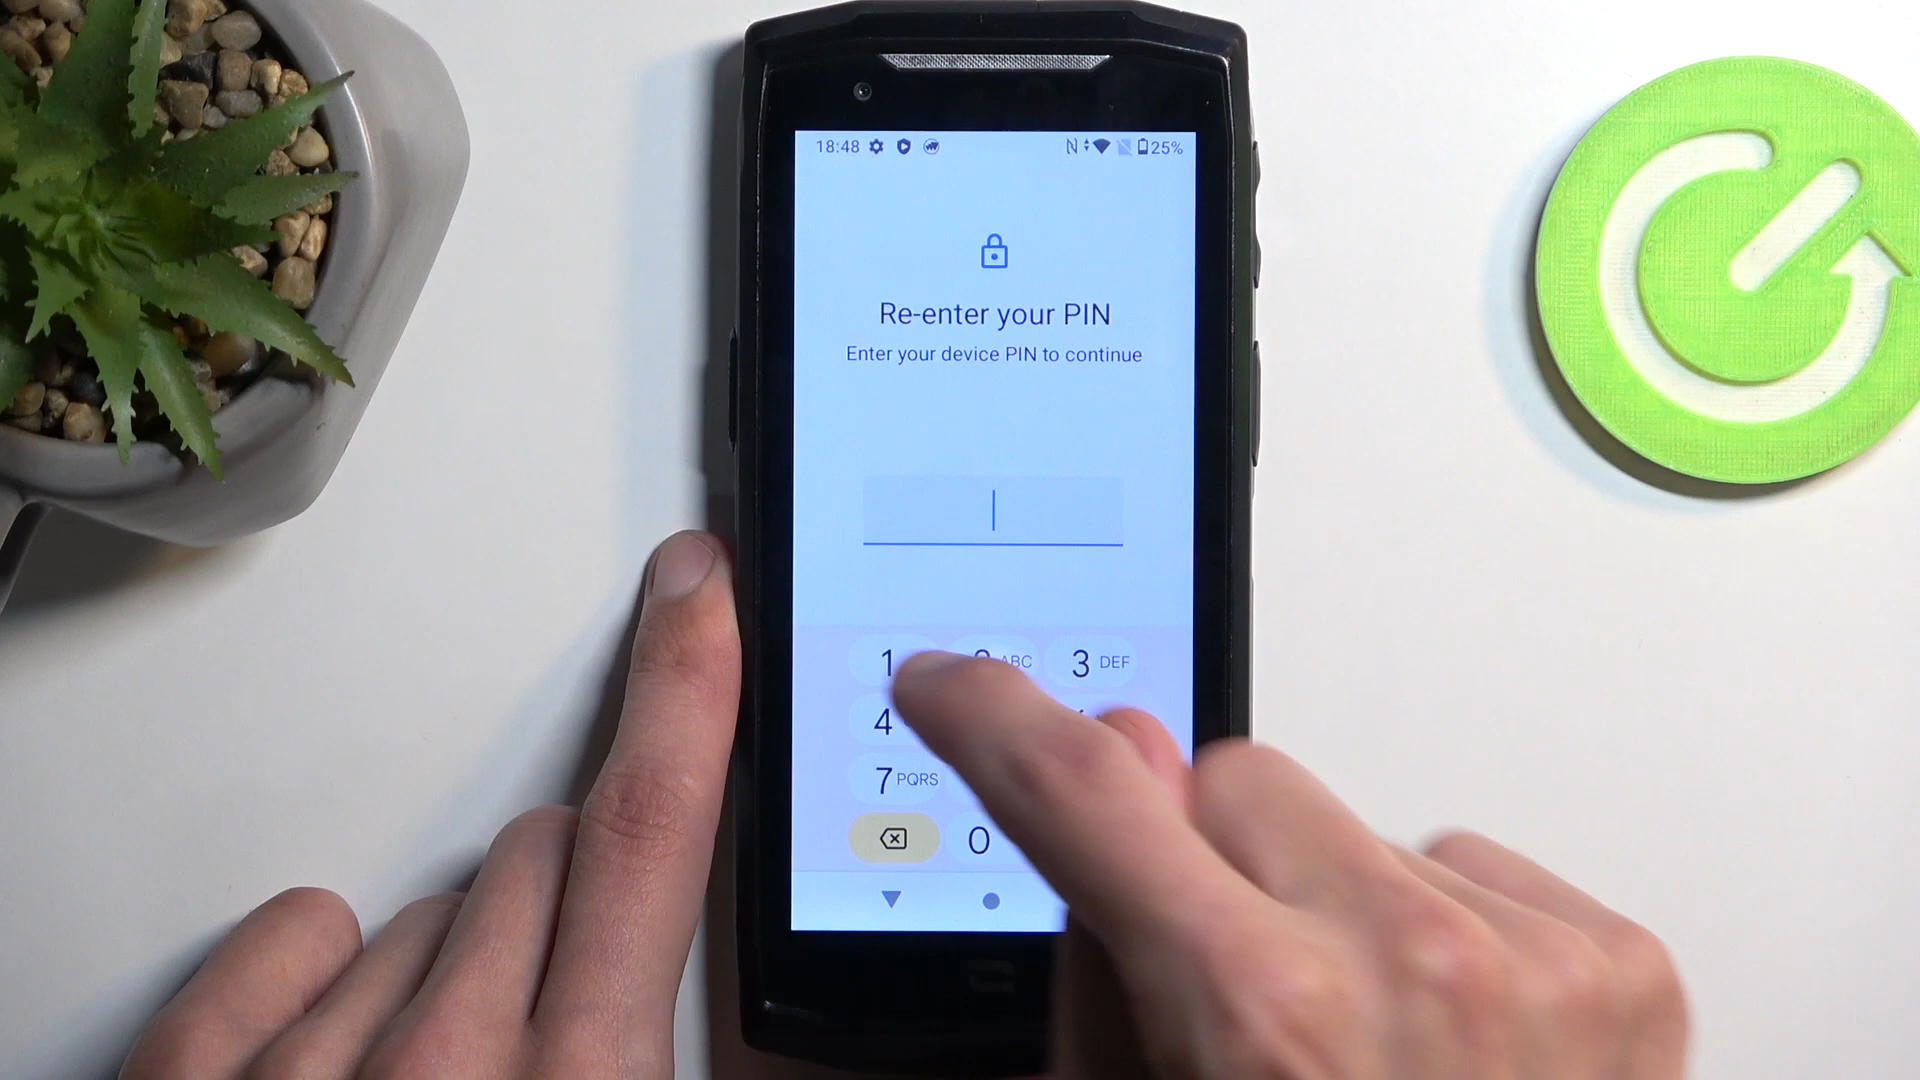 18:48 25%
Re-enter your PIN
Enter your device PIN to continue
1 ABC 3 DEF
4
7 PQRS
0